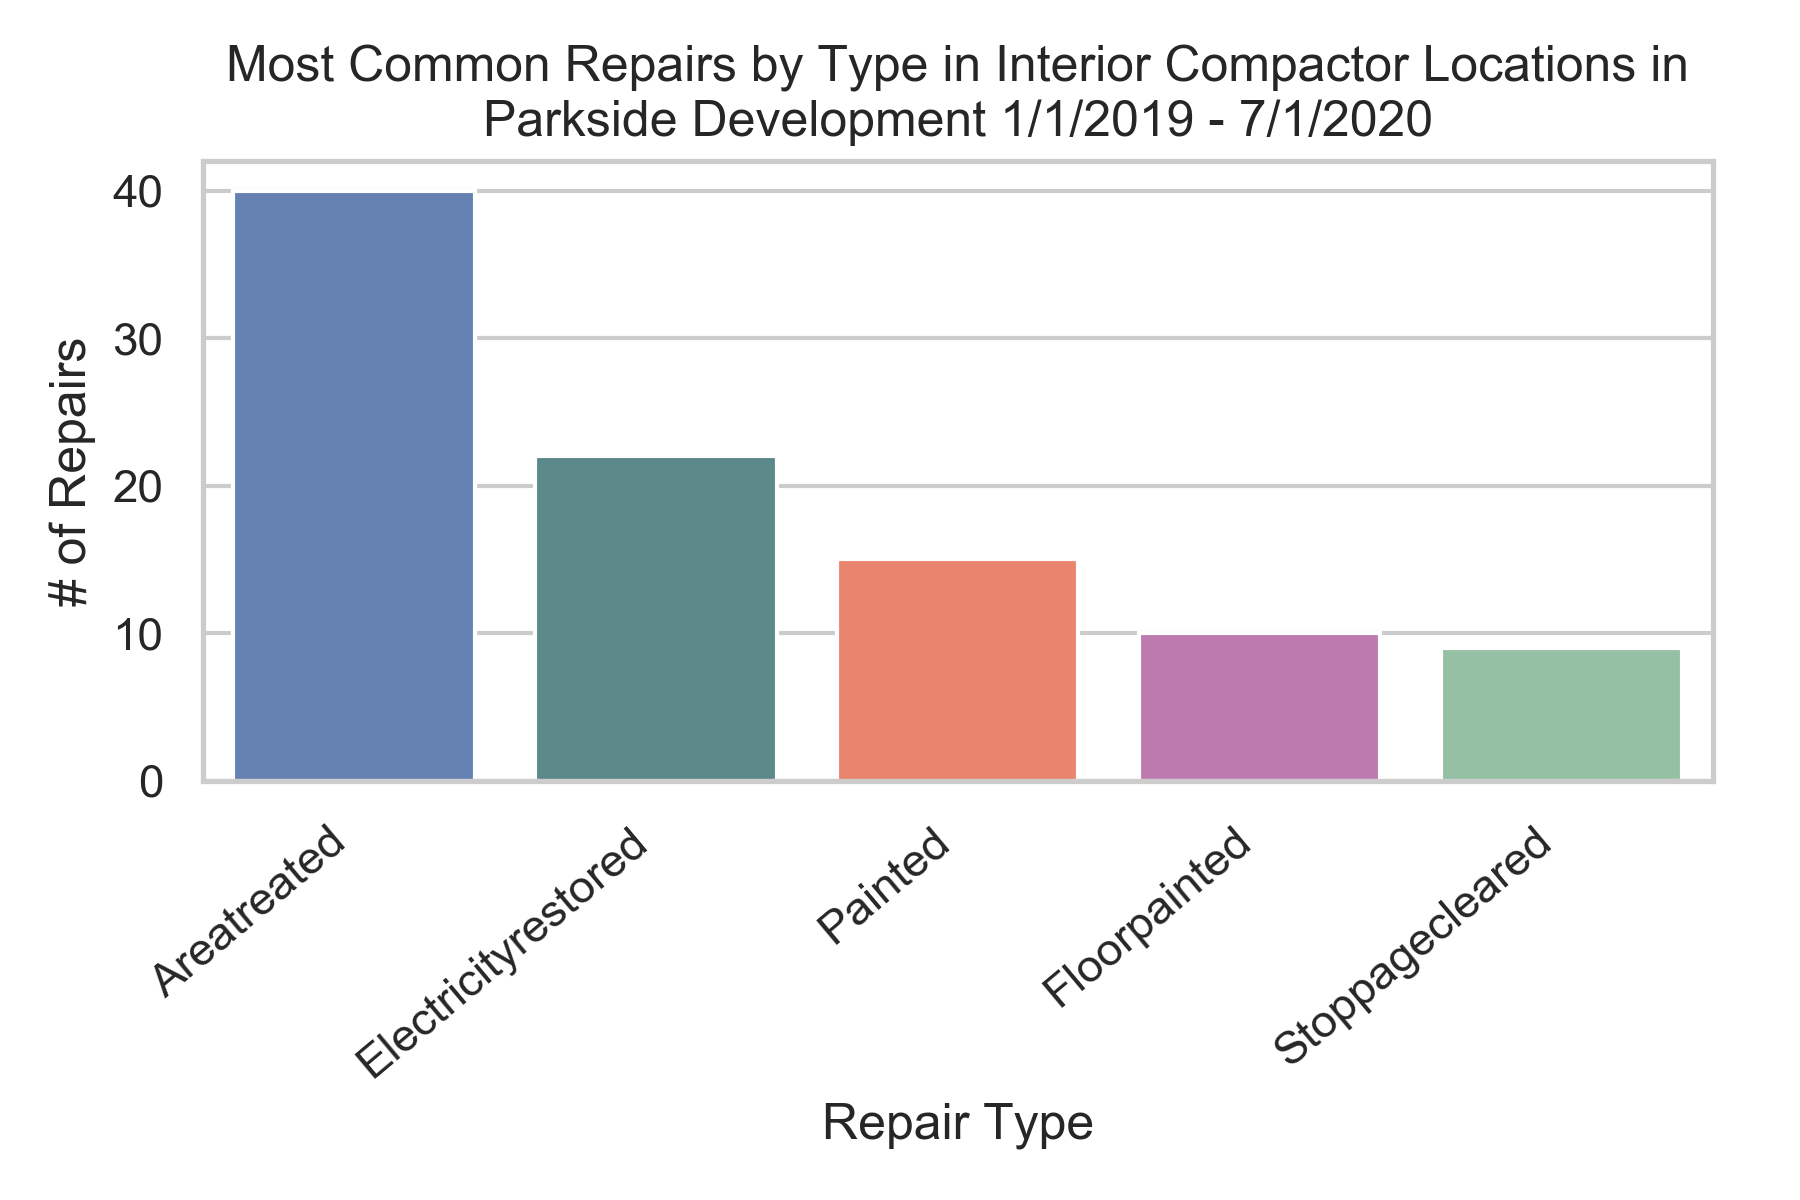 Most Common Repairs by Type in Interior Compactor Locations in
Parkside Development 1/1/2019 - 7/1/2020
# of Repairs
40
30
20
10
0
Areatreated
Electricityrestored
Painted
Floorpainted
Stoppagecleared
Repair Type